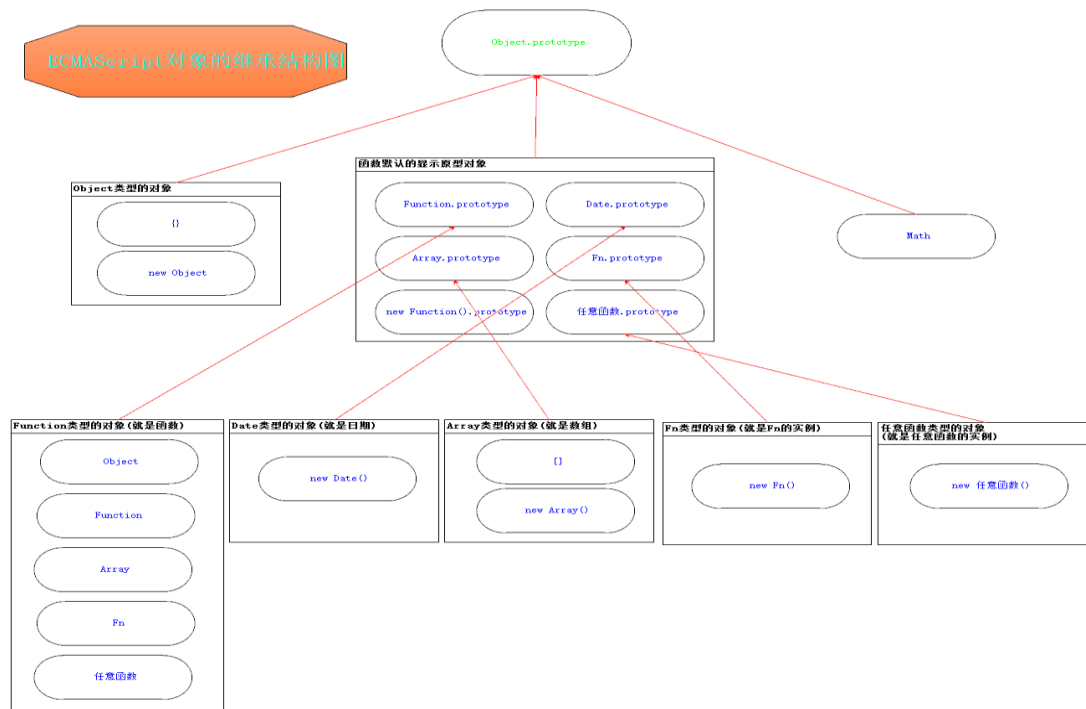 ECMAScript对象的继承结构图
Object.prototype
Object类型的对象
{}
new Object
函数默认的显示原型对象
Function.prototype
Date.prototype
Array.prototype
Fn.prototype
new Function().prototype
任意函数.prototype
Math
Function类型的对象(就是函数)
Object
Function
Array
Fn
任意函数
Date类型的对象(就是日期)
new Date()
Array类型的对象(就是数组)
[]
new Array()
Fn类型的对象(就是Fn的实例)
new Fn()
任意函数类型的对象
(就是任意函数的实例)
new 任意函数()